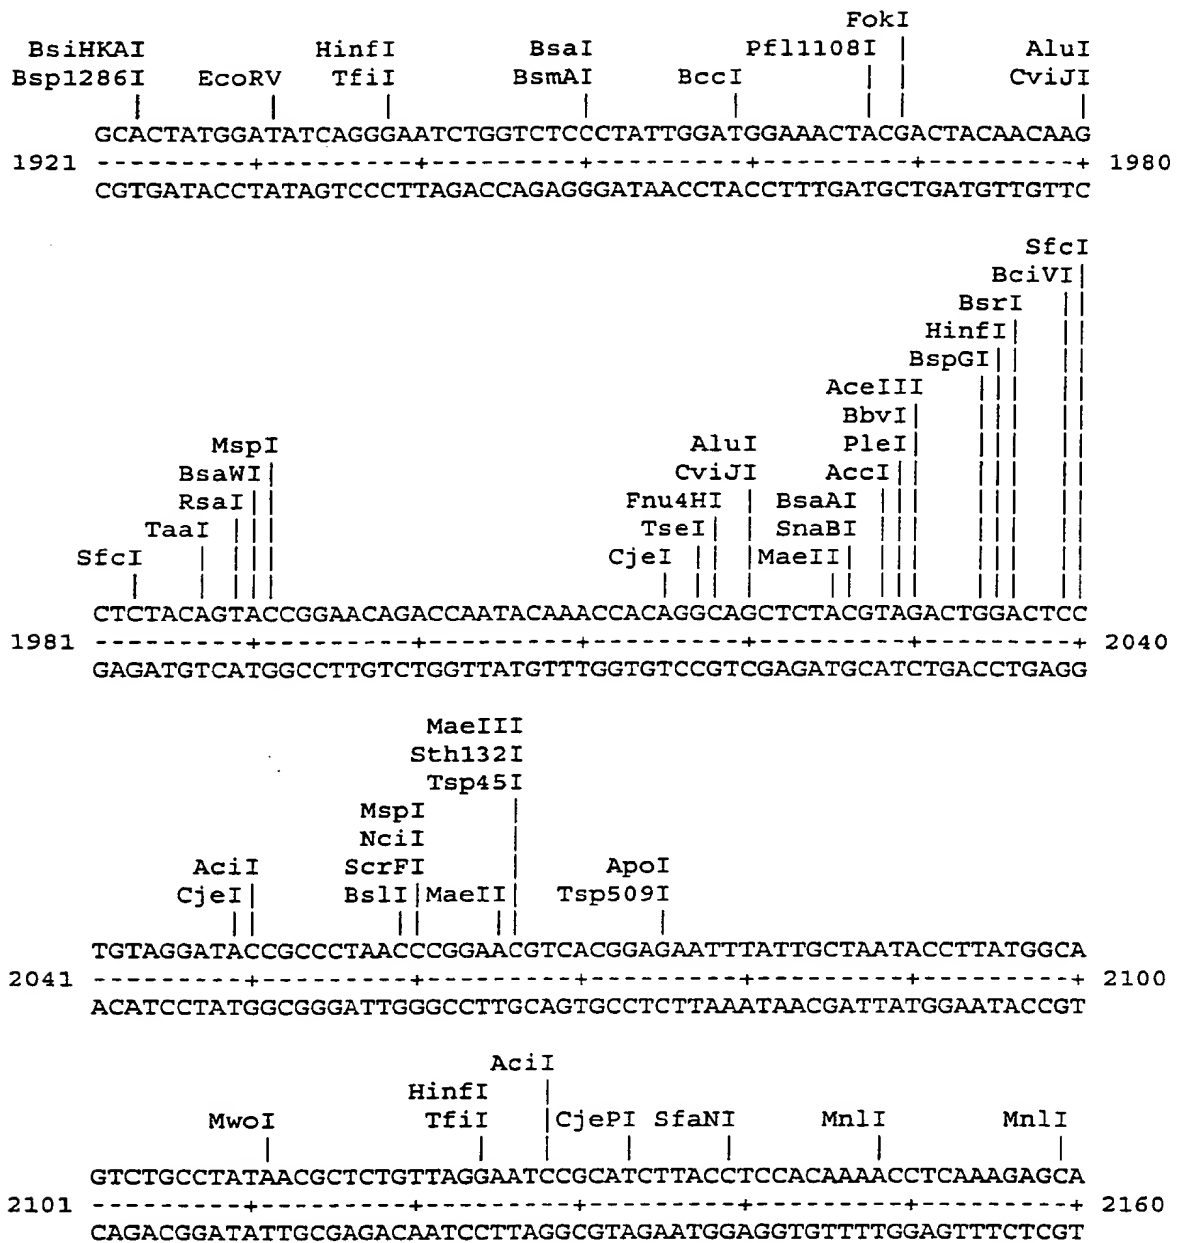 FokI
BsiHKAI HinfI BsaI Pfl1108I AluI
Bsp1286I EcoRV TfiI BsmAI BccI CviJI
GCACTATGGATATCAGGGAATCTGGTCTCCCTATTGGATGGAAACTACGACTACAACAAG
1921 ---------+---------+---------+---------+---------+---------+ 1980
CGTGATACCTATAGTCCCTTAGACCAGAGGGATAACCTACCTTTGATGCTGATGTTGTTC
SfcI
BciVI
BsrI
HinfI
BspGI
AceIII
BbvI
MspI AluI PleI
BsaWI CviJI AccI
RsaI Fnu4HI BsaAI
TaaI TseI SnaBI
SfcI CjeI MaeII
CTCTACAGTACCGGAACAGACCAATACAAACCACAGGCAGCTCTACGTAGACTGGACTCC
1981 ---------+---------+---------+---------+---------+---------+ 2040
GAGATGTCATGGCCTTGTCTGGTTATGTTTGGTGTCCGTCGAGATGCATCTGACCTGAGG
MaeIII
Sth132I
Tsp45I
MspI
NciI
AciI ScrFI ApoI
CjeI BslI MaeII Tsp509I
TGTAGGATACCGCCCTAACCCGGAACGTCACGGAGAATTTATTGCTAATACCTTATGGCA
2041 ---------+---------+---------+---------+---------+---------+ 2100
ACATCCTATGGCGGGATTGGGCCTTGCAGTGCCTCTTAAATAACGATTATGGAATACCGT
AciI
HinfI
MwoI TfiI CjePI SfaNI MnlI MnlI
GTCTGCCTATAACGCTCTGTTAGGAATCCGCATCTTACCTCCACAAAACCTCAAAGAGCA
2101 ---------+---------+---------+---------+---------+---------+ 2160
CAGACGGATATTGCGAGACAATCCTTAGGCGTAGAATGGAGGTGTTTTGGAGTTTCTCGT